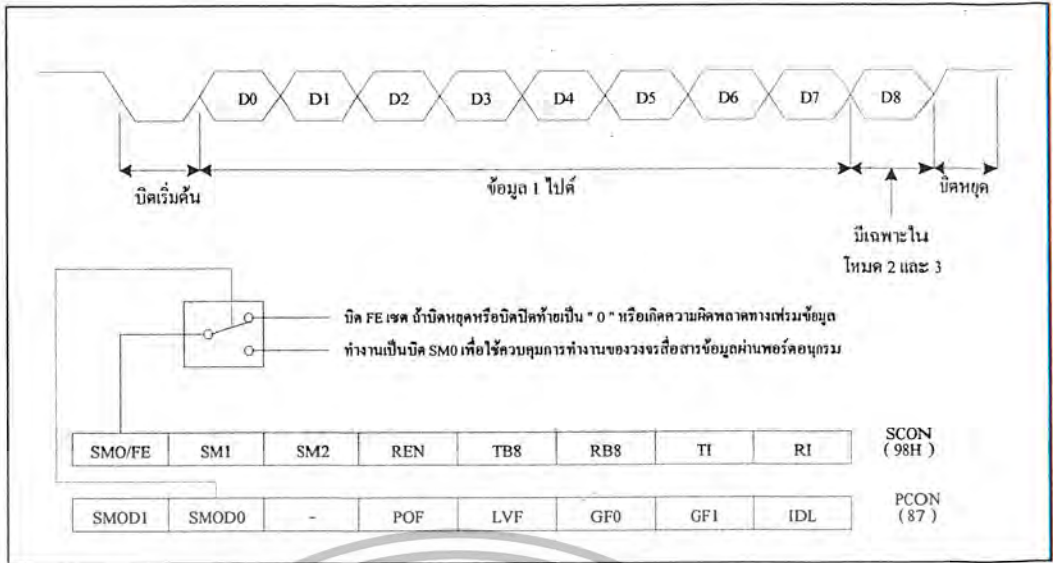 D0 D1 D2 D3 D4 D5 D6 D7 D8
บิตเริ่มต้น
ข้อมูล 1 ไบต์
บิตหยุด
มีเฉพาะใน
โหมด 2 และ 3
บิต FE เซต ถ้าบิตหยุดหรือบิตปิดท้ายเป็น " 0 " หรือเกิดความผิดพลาดทางเฟรมข้อมูล
ทำงานเป็นบิต SM0 เพื่อใช้ควบคุมการทำงานของวงจรสื่อสารข้อมูลผ่านพอร์ตอนุกรม
SMO/FE SM1 SM2 REN TB8 RB8 TI RI
SCON
( 98H )
SMOD1 SMOD0 - POF LVF GF0 GF1 IDL
PCON
( 87 )